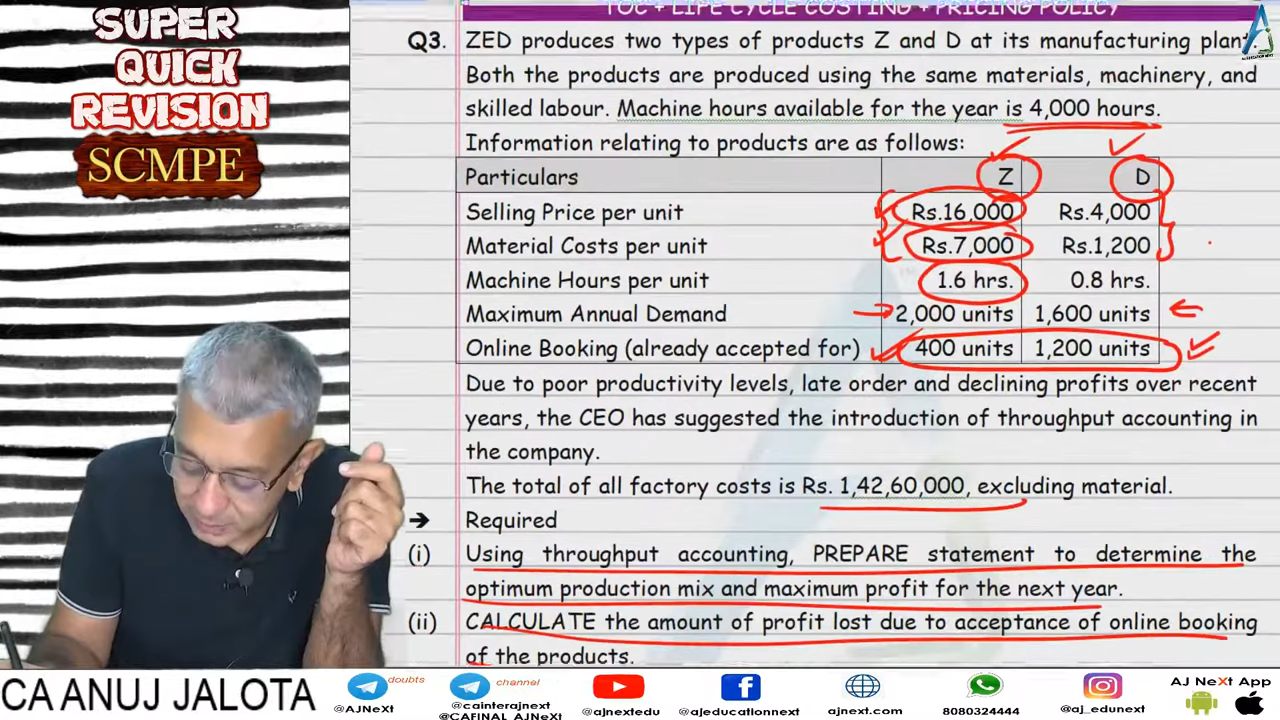 SUPER
QUICK
REVISION
SCMPE
TOC + LIFE CYCLE COSTING + PRICING POLICY
Q3. ZED produces two types of products Z and D at its manufacturing plant.
Both the products are produced using the same materials, machinery, and
skilled labour. Machine hours available for the year is 4,000 hours.
Information relating to products are as follows:
Particulars Z D
Selling Price per unit Rs.16,000 Rs.4,000
Material Costs per unit Rs.7,000 Rs.1,200
Machine Hours per unit 1.6 hrs. 0.8 hrs.
Maximum Annual Demand 2,000 units 1,600 units
Online Booking (already accepted for) 400 units 1,200 units
Due to poor productivity levels, late order and declining profits over recent
years, the CEO has suggested the introduction of throughput accounting in
the company.
The total of all factory costs is Rs. 1,42,60,000, excluding material.
→ Required
(i) Using throughput accounting, PREPARE statement to determine the
optimum production mix and maximum profit for the next year.
(ii) CALCULATE the amount of profit lost due to acceptance of online booking
of the products.
CA ANUJ JALOTA
doubts
@AJNeXt
channel
@cainterajnext
@CAFINAL_AJNeXt
@ajnextedu
@ajeducationnext
ajnext.com
8080324444
@aj_edunext
AJ NeXt App